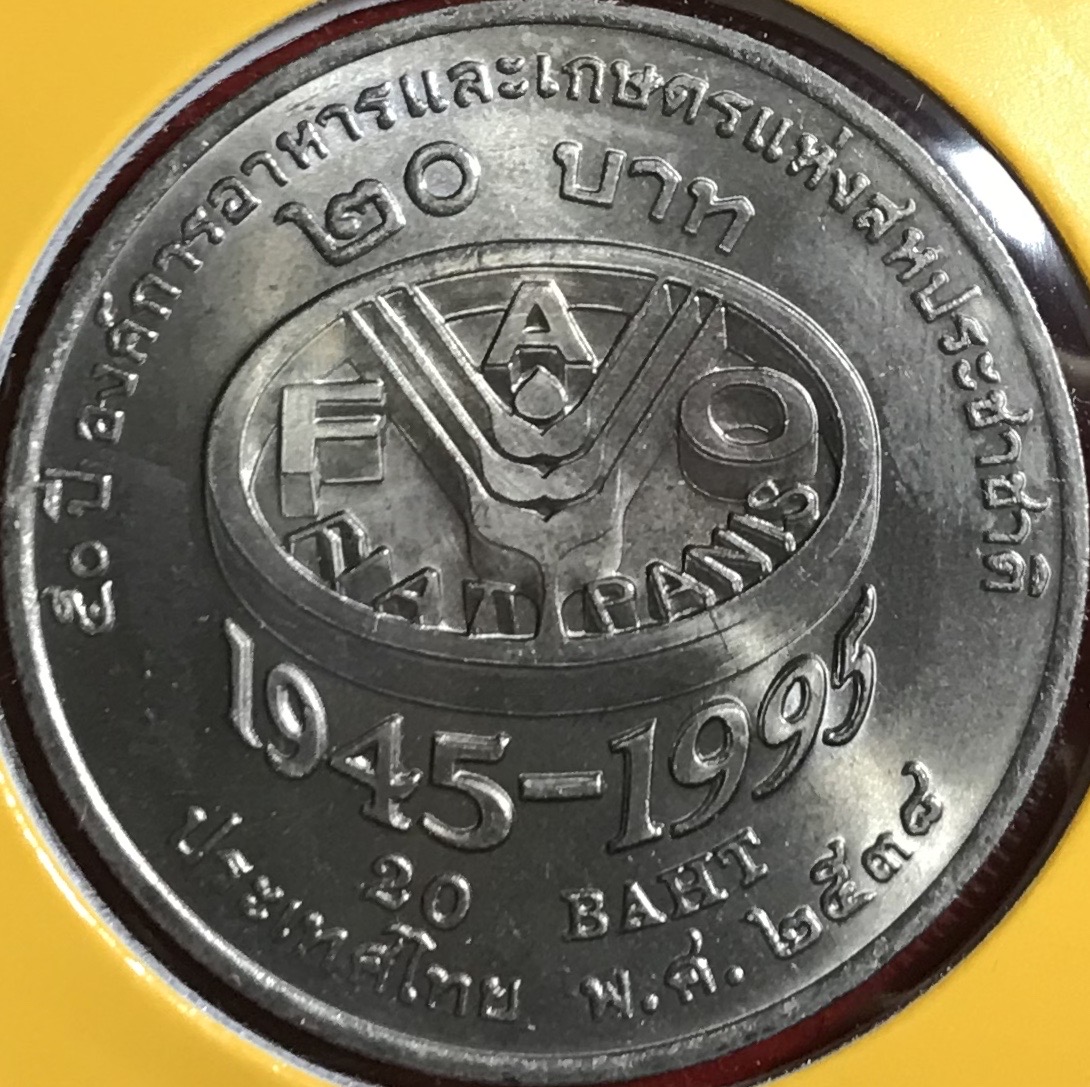 ๕๐ ปี องค์การอาหารและเกษตรแห่งสหประชาชาติ
๒๐ บาท
FAO
FIAT PANIS
1945-1995
20 BAHT
ประเทศไทย พ.ศ. ๒๕๓๘